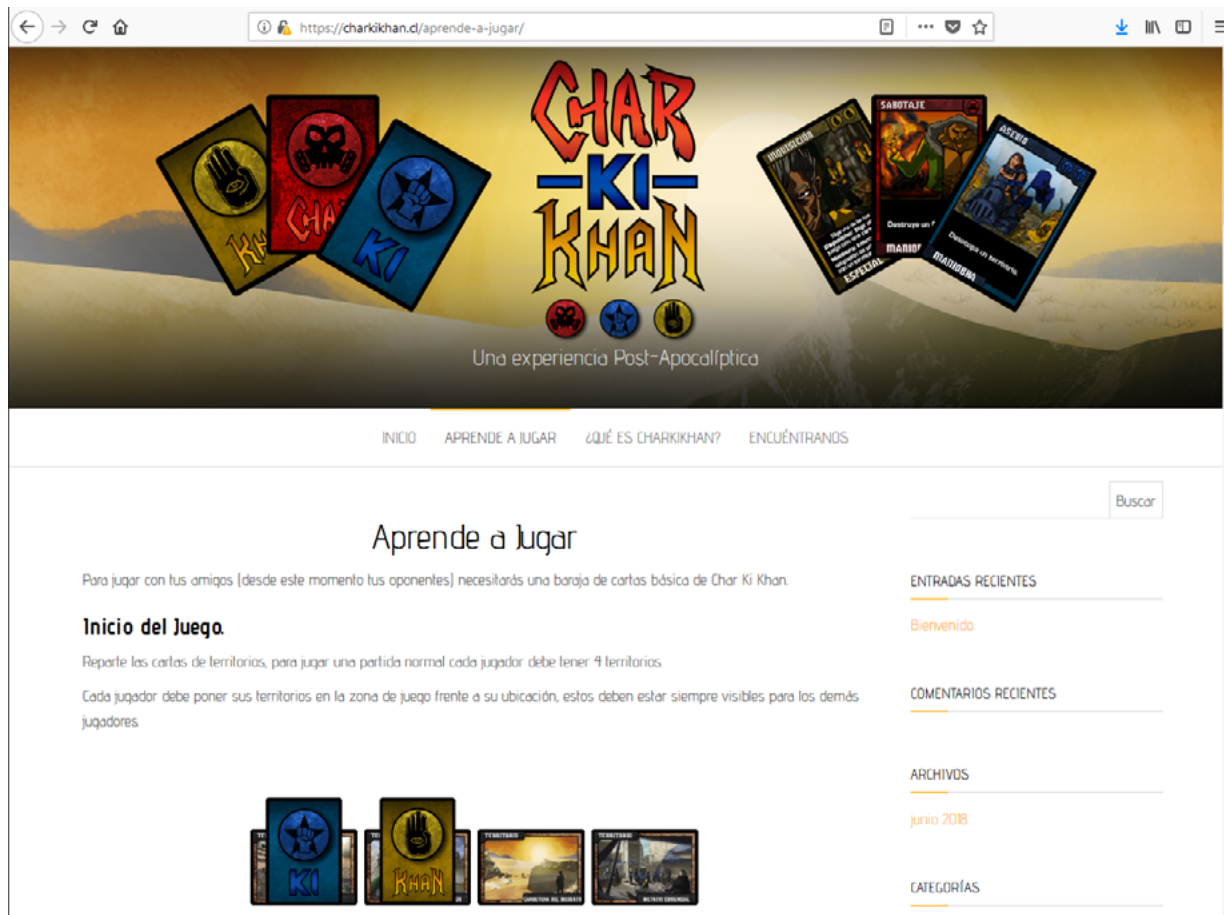 https://charkikhan.cl/aprende-a-jugar/
CHAR
-KI-
KHAN
KHAN
CHAR
KI
INQUISICIÓN
ESPECIAL
SABOTAJE
Destruye un
MANIOBRA
ASEDIO
Desocupa un territorio.
MANIOBRA
Una experiencia Post-Apocalíptica
INICIO APRENDE A JUGAR ¿QUÉ ES CHARKIKHAN? ENCUÉNTRANOS
Buscar
Aprende a Jugar
Para jugar con tus amigos (desde este momento tus oponentes) necesitarás una baraja de cartas básica de Char Ki Khan.
Inicio del Juego.
Reparte las cartas de territorios, para jugar una partida normal cada jugador debe tener 4 territorios.
Cada jugador debe poner sus territorios en la zona de juego frente a su ubicación, estos deben estar siempre visibles para los demás
jugadores.
KI
KHAN
TERRITORIO
TERRITORIO
ENTRADAS RECIENTES
Bienvenido
COMENTARIOS RECIENTES
ARCHIVOS
junio 2018
CATEGORÍAS